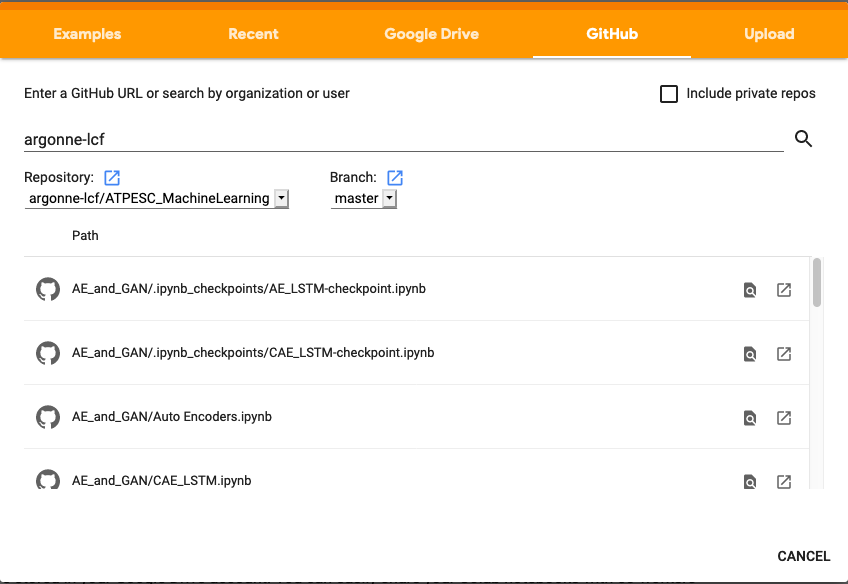 Examples Recent Google Drive GitHub Upload
Enter a GitHub URL or search by organization or user Include private repos
argonne-lcf
Repository: Branch:
argonne-lcf/ATPESC_MachineLearning master
Path
AE_and_GAN/.ipynb_checkpoints/AE_LSTM-checkpoint.ipynb
AE_and_GAN/.ipynb_checkpoints/CAE_LSTM-checkpoint.ipynb
AE_and_GAN/Auto Encoders.ipynb
AE_and_GAN/CAE_LSTM.ipynb
CANCEL